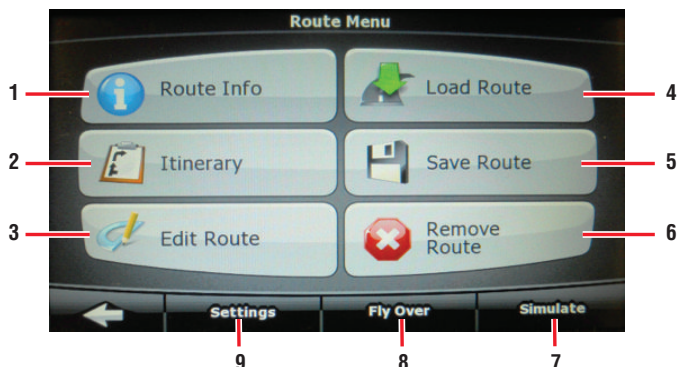 Route Menu
1 Route Info Load Route 4
2 Itinerary Save Route 5
3 Edit Route Remove Route 6
Settings Fly Over Simulate
9 8 7